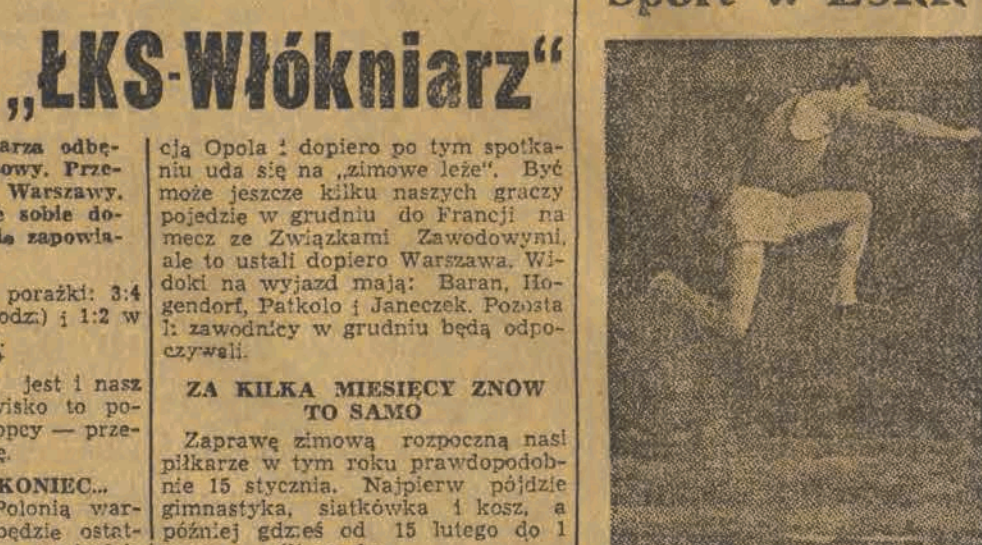 „ŁKS-Włókniarz“
arza odbę-
owy. Prze-
Warszawy.
sobie do-
zapowia-
porażki: 3:4
odz.) i 1:2 w
jest i nasz
wisko to po-
opcy — prze-
KONIEC...
Polonią war-
będzie ostat-
cją Opola i dopiero po tym spotka-
niu uda się na „zimowe leże“. Być
może jeszcze kilku naszych graczy
pojedzie w grudniu do Francji na
mecz ze Związkami Zawodowymi,
ale to ustali dopiero Warszawa. Wi-
doki na wyjazd mają: Baran, Ho-
gendorf, Patkolo i Janeczek. Pozosta
li zawodnicy w grudniu będą odpo-
czywali.
ZA KILKA MIESIĘCY ZNOW
TO SAMO
Zaprawę zimową rozpoczną nasi
piłkarze w tym roku prawdopodob-
nie 15 stycznia. Najpierw pójdzie
gimnastyka, siatkówka i kosz, a
później gdzieś od 15 lutego do 1
Sport w ZSRR